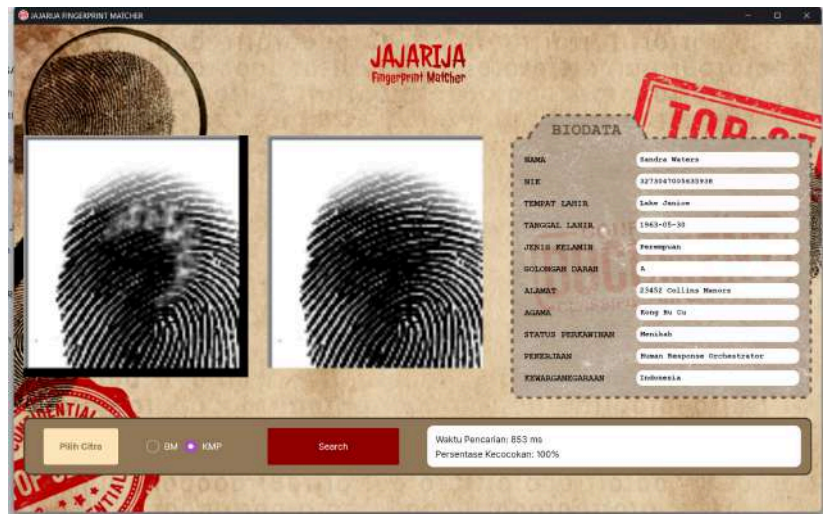 JAJARIJA FINGERPRINT MATCHER
JAJARIJA
Fingerprint Matcher
TOP
BIODATA
NAMA Sandra Waters
NIK
TEMPAT LAHIR Lake Janice
TANGGAL LAHIR 1963-05-30
JENIS KELAMIN Perempuan
GOLONGAN DARAH A
ALAMAT 23452 Collins Manors
AGAMA Kong Hu Cu
STATUS PERKAWINAN Menikah
PEKERJAAN Human Response Orchestrator
KEWARGANEGARAAN Indonesia
Pilih Citra
BM
KMP
Search
Waktu Pencarian: 853 ms
Persentase Kecocokan: 100%